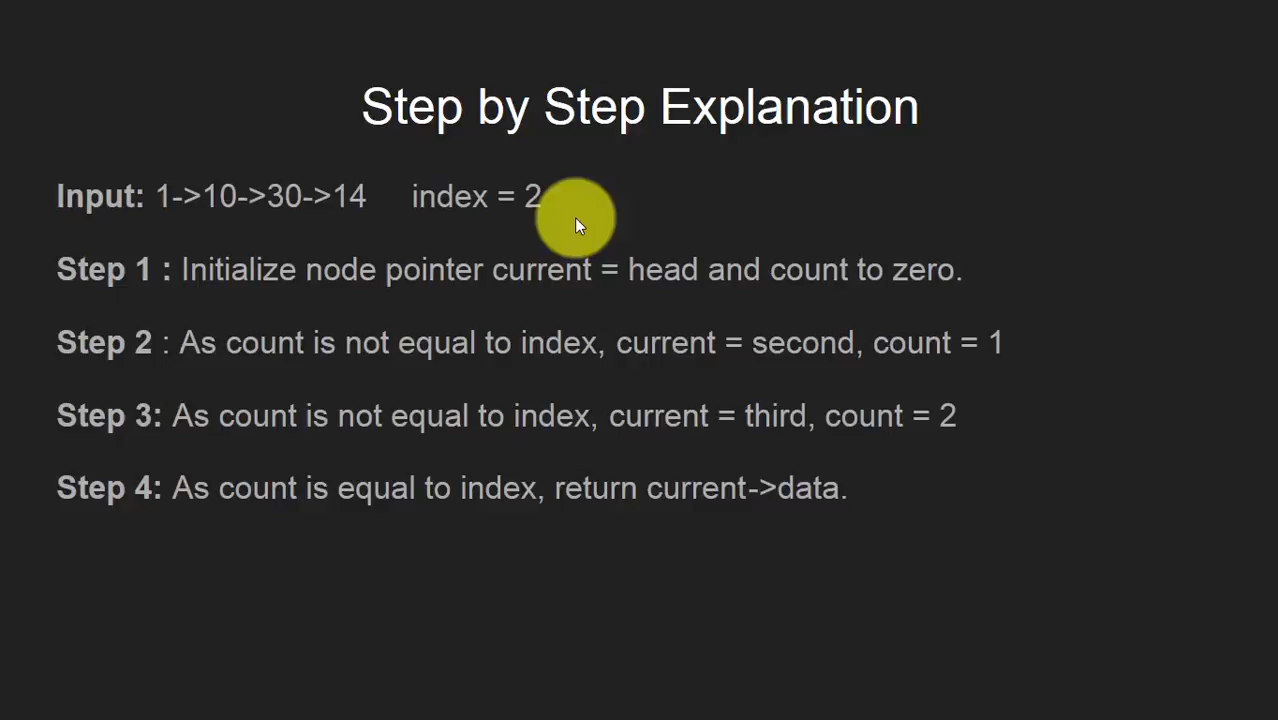 Step by Step Explanation
Input: 1->10->30->14 index = 2
Step 1 : Initialize node pointer current = head and count to zero.
Step 2 : As count is not equal to index, current = second, count = 1
Step 3: As count is not equal to index, current = third, count = 2
Step 4: As count is equal to index, return current->data.